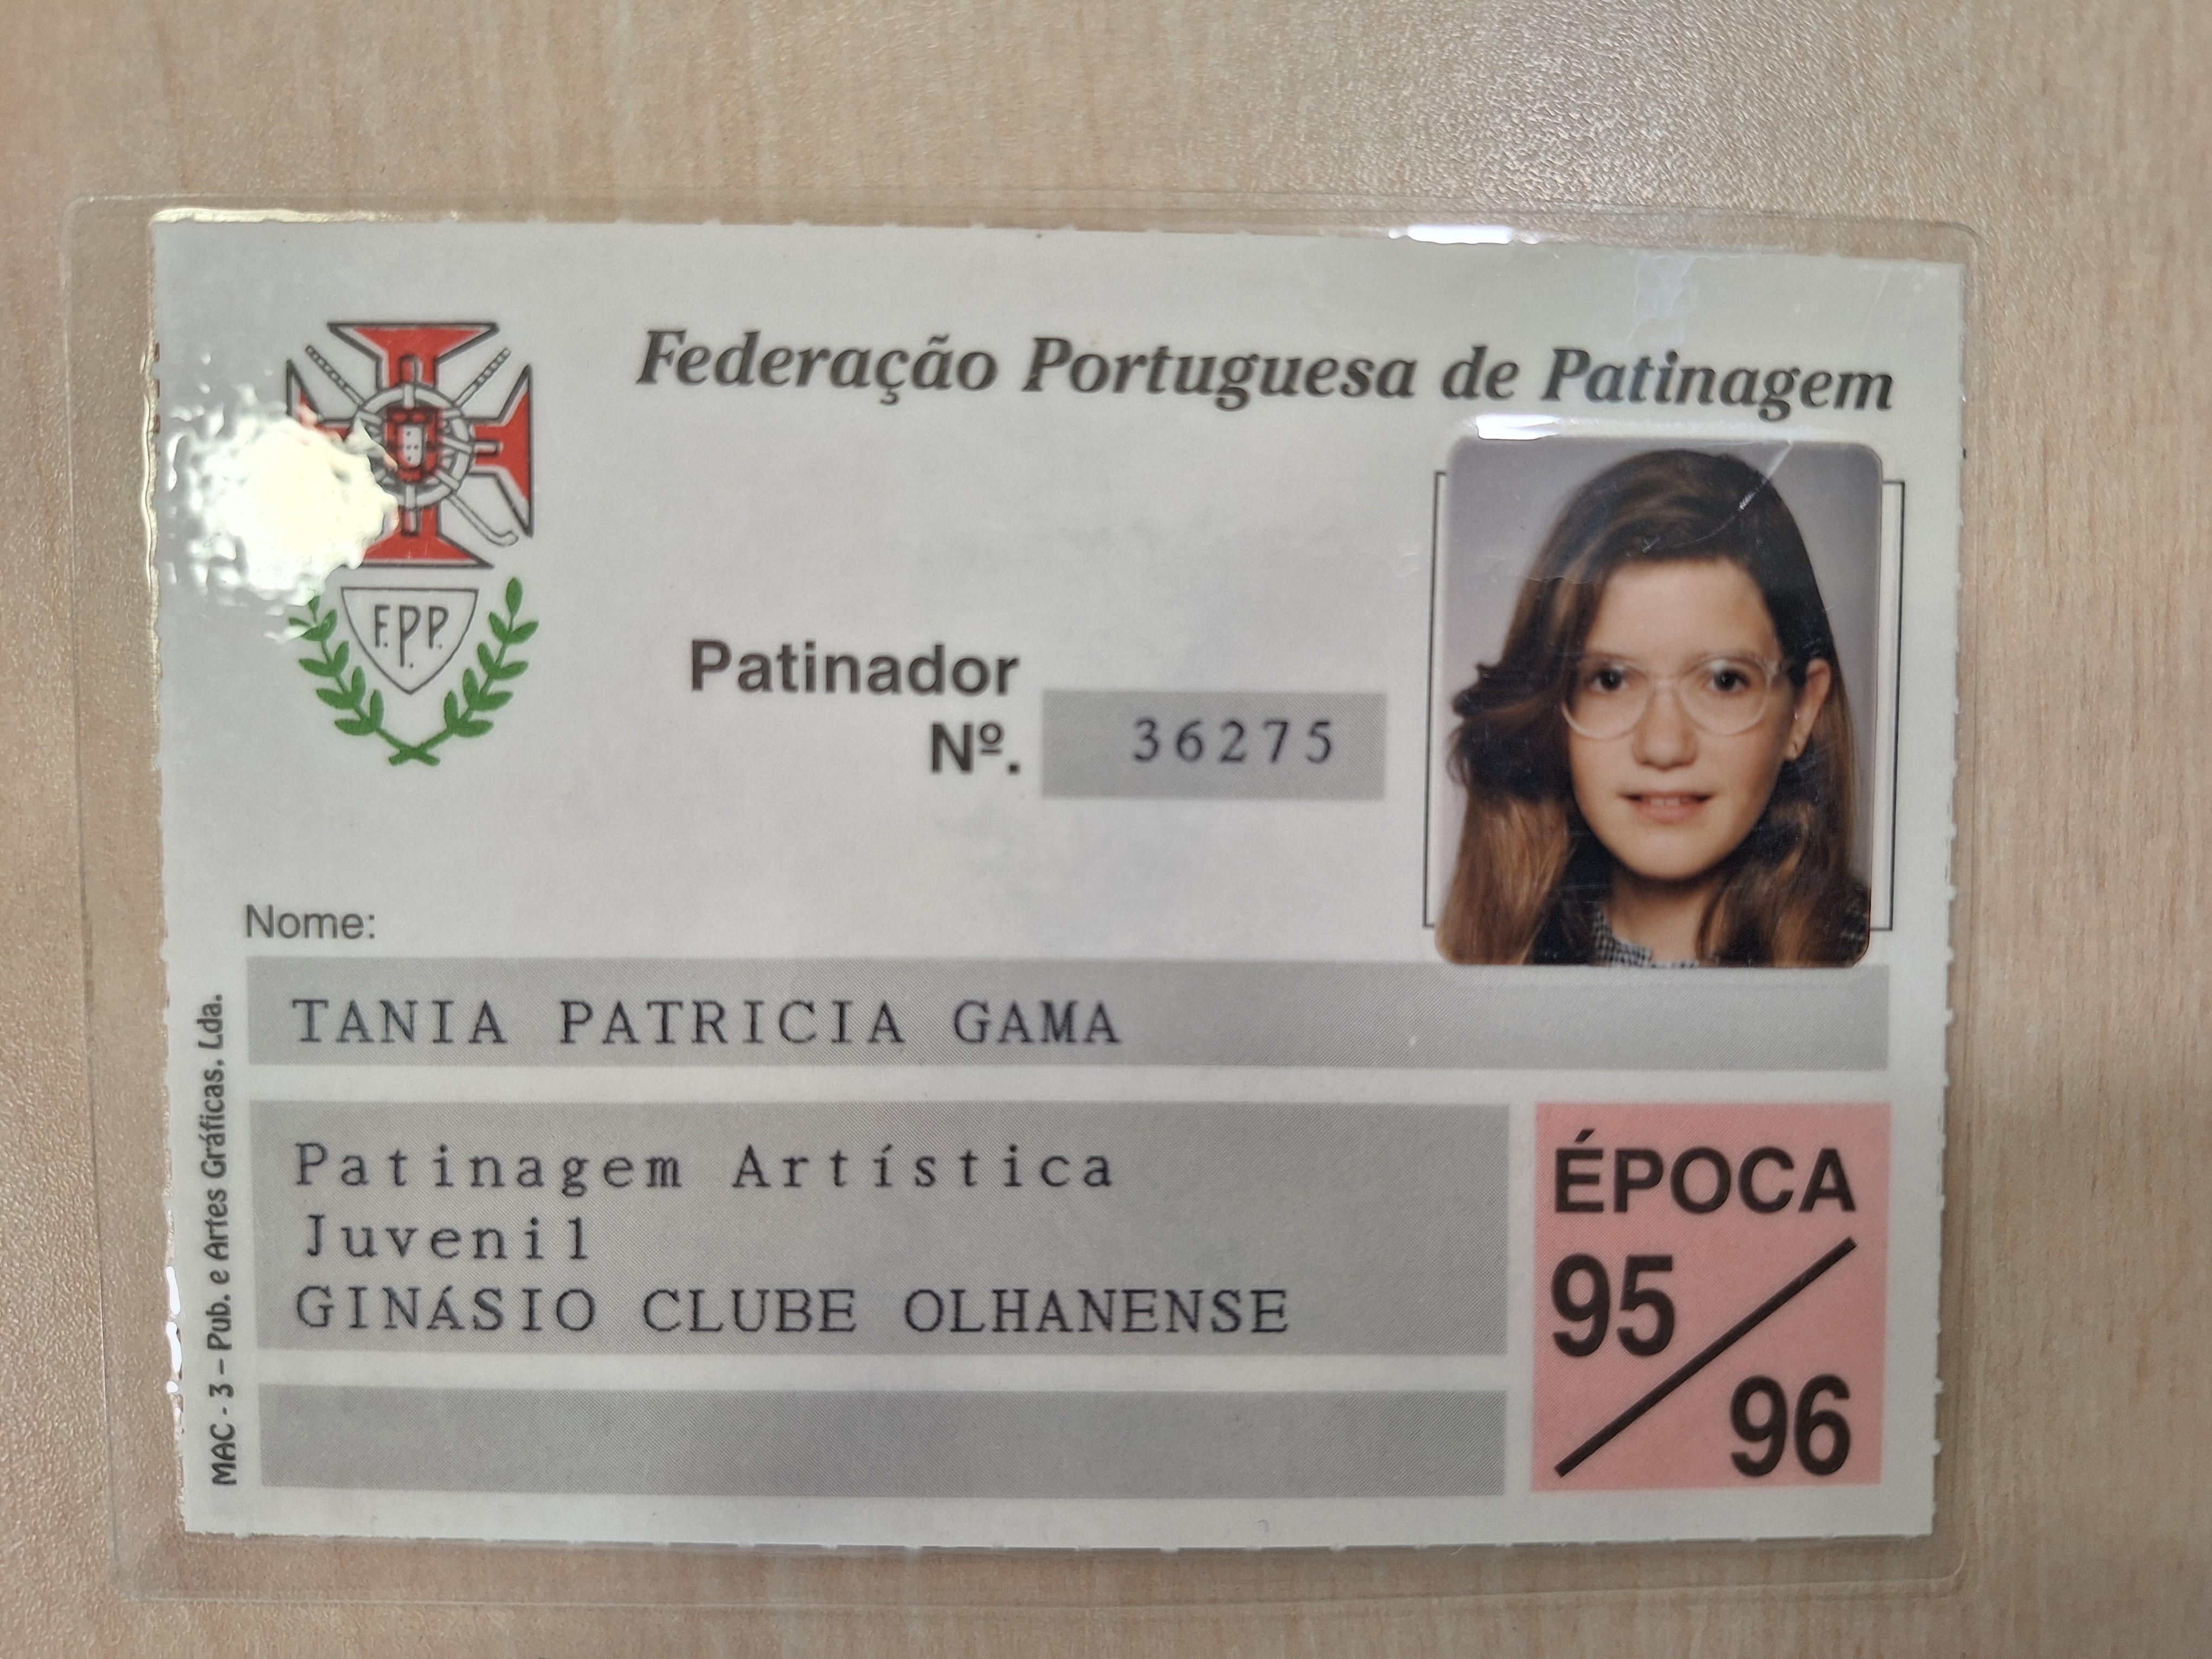 Federação Portuguesa de Patinagem
F.P.P.
Patinador
Nº. 36275
Nome:
TANIA PATRICIA GAMA
Patinagem Artística
Juvenil
GINÁSIO CLUBE OLHANENSE
ÉPOCA
95
96
MAC - 3 – Pub. e Artes Gráficas, Lda.